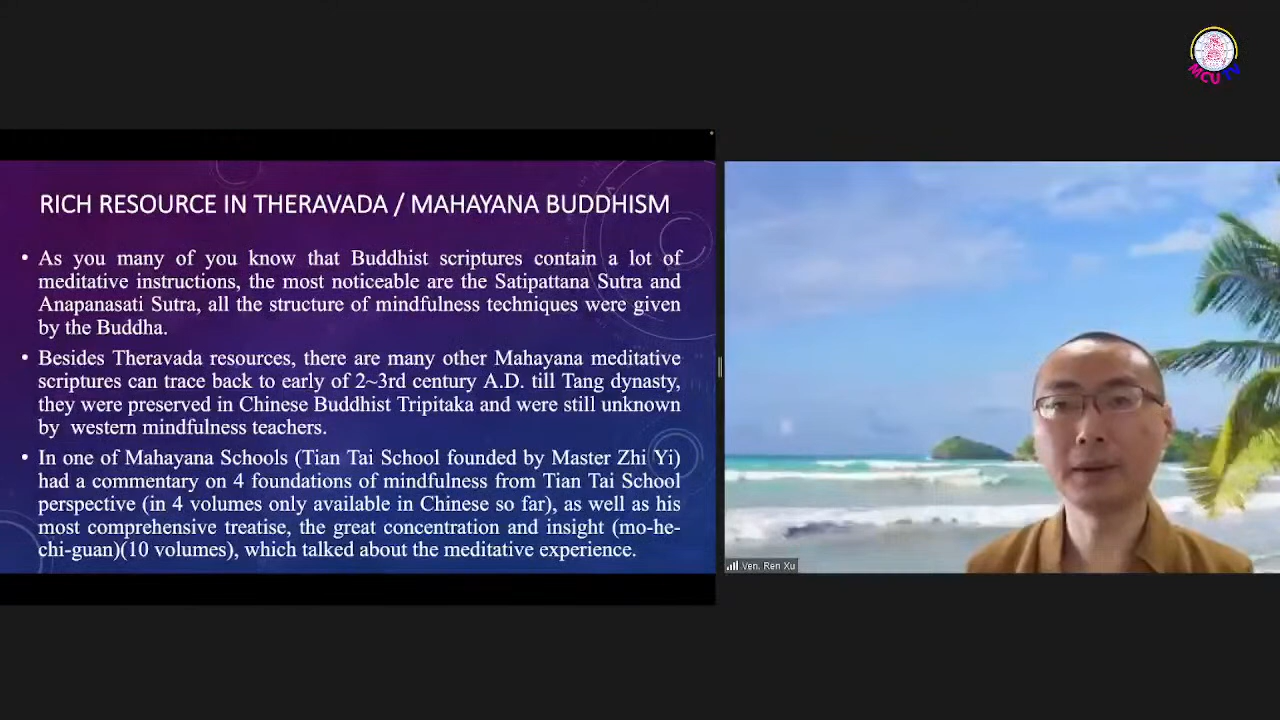 MCU TV
RICH RESOURCE IN THERAVADA / MAHAYANA BUDDHISM
• As you many of you know that Buddhist scriptures contain a lot of
meditative instructions, the most noticeable are the Satipattana Sutra and
Anapanasati Sutra, all the structure of mindfulness techniques were given
by the Buddha.
• Besides Theravada resources, there are many other Mahayana meditative
scriptures can trace back to early of 2~3rd century A.D. till Tang dynasty,
they were preserved in Chinese Buddhist Tripitaka and were still unknown
by western mindfulness teachers.
• In one of Mahayana Schools (Tian Tai School founded by Master Zhi Yi)
had a commentary on 4 foundations of mindfulness from Tian Tai School
perspective (in 4 volumes only available in Chinese so far), as well as his
most comprehensive treatise, the great concentration and insight (mo-he-
chi-guan)(10 volumes), which talked about the meditative experience.
Ven. Ren Xu